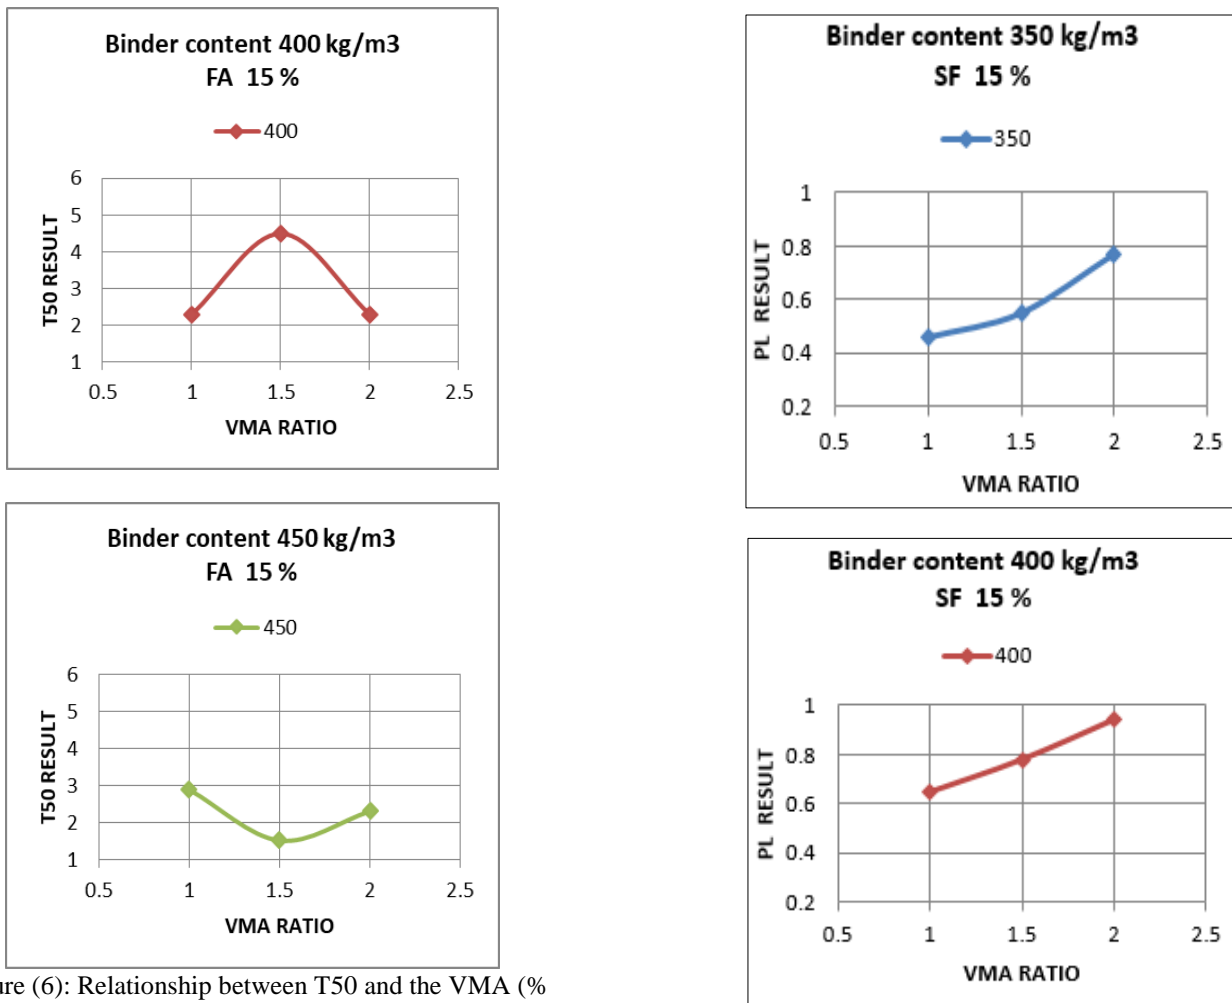 Binder content 400 kg/m3
FA 15 %
400
6
5
4
3
2
1
T50 RESULT
0.5 1 1.5 2 2.5
VMA RATIO
Binder content 450 kg/m3
FA 15 %
450
6
5
4
3
2
1
T50 RESULT
0.5 1 1.5 2 2.5
VMA RATIO
(6): Relationship between T50 and the VMA (%
Binder content 350 kg/m3
SF 15 %
350
1
0.8
0.6
0.4
0.2
PL RESULT
0.5 1 1.5 2 2.5
VMA RATIO
Binder content 400 kg/m3
SF 15 %
400
1
0.8
0.6
0.4
0.2
PL RESULT
0.5 1 1.5 2 2.5
VMA RATIO